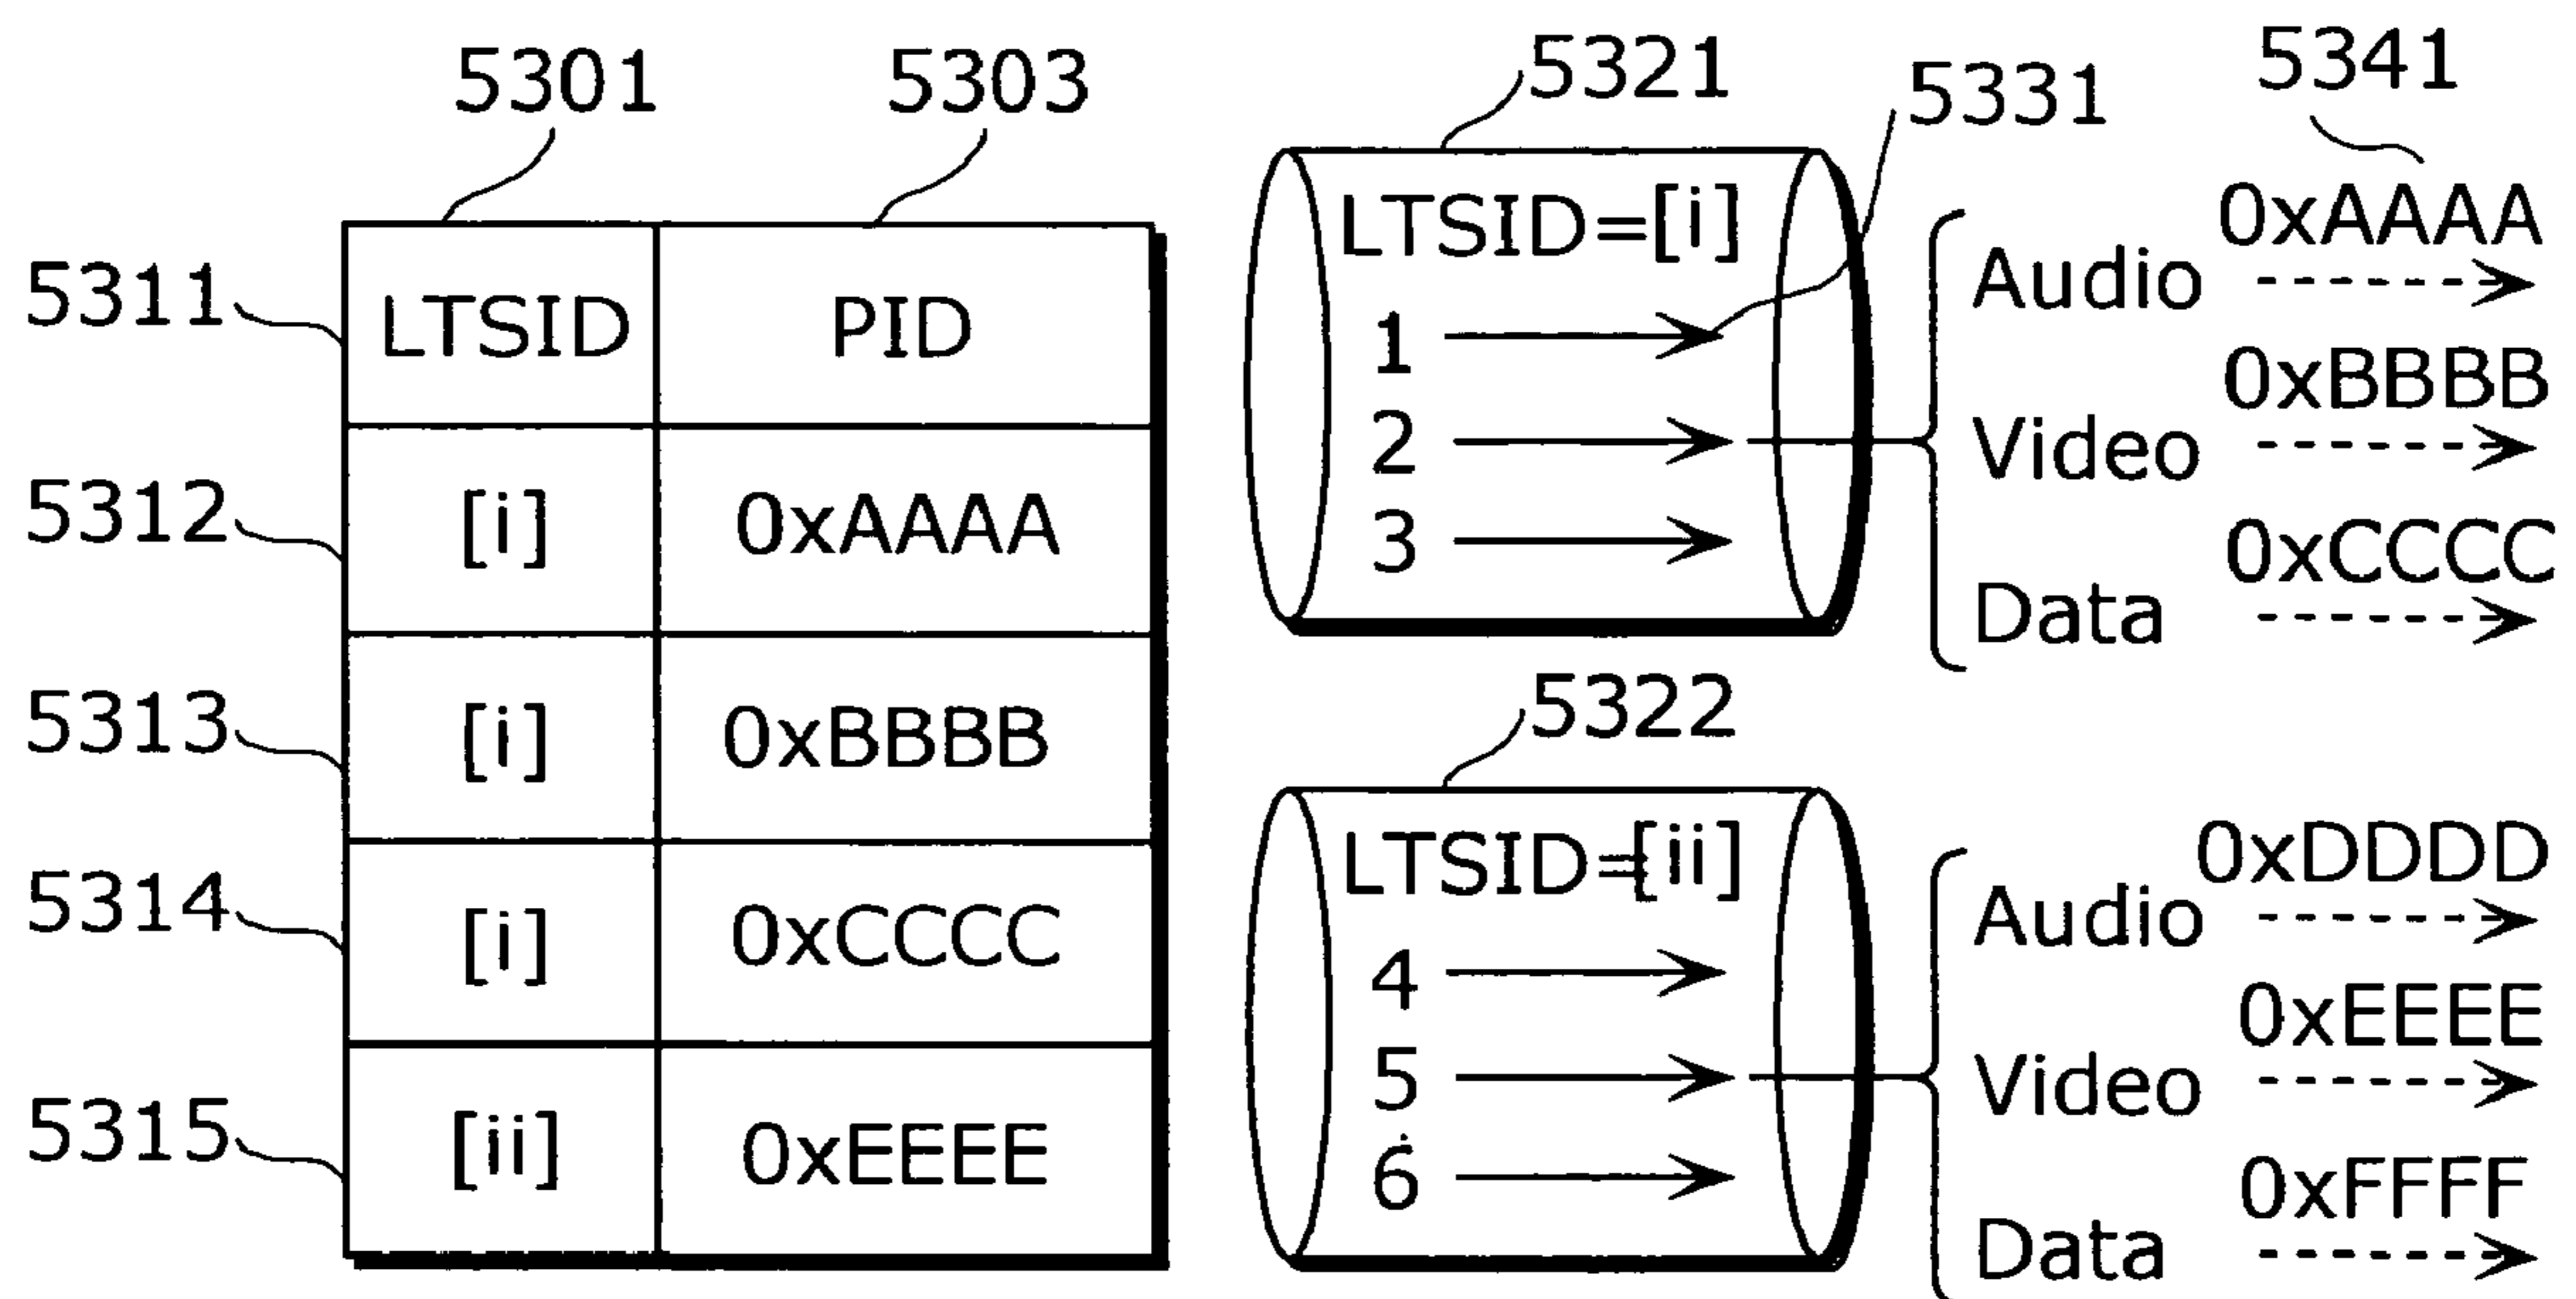 5301 5303
5311 LTSID PID
5312 [i] 0xAAAA
5313 [i] 0xBBBB
5314 [i] 0xCCCC
5315 [ii] 0xEEEE
5321 5331 5341
LTSID=[i]
1
2
3
Audio 0xAAAA
Video 0xBBBB
Data 0xCCCC
5322
LTSID=[ii]
4
5
6
Audio 0xDDDD
Video 0xEEEE
Data 0xFFFF